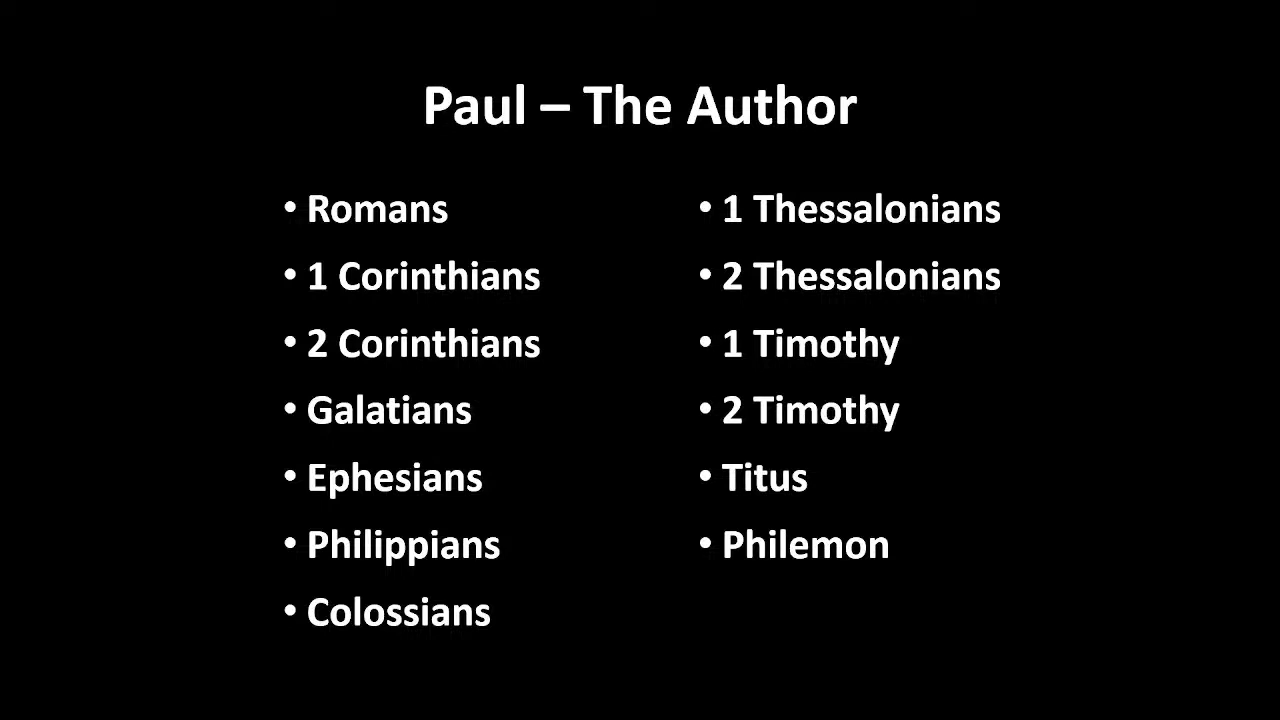 Paul – The Author
• Romans
• 1 Corinthians
• 2 Corinthians
• Galatians
• Ephesians
• Philippians
• Colossians
• 1 Thessalonians
• 2 Thessalonians
• 1 Timothy
• 2 Timothy
• Titus
• Philemon